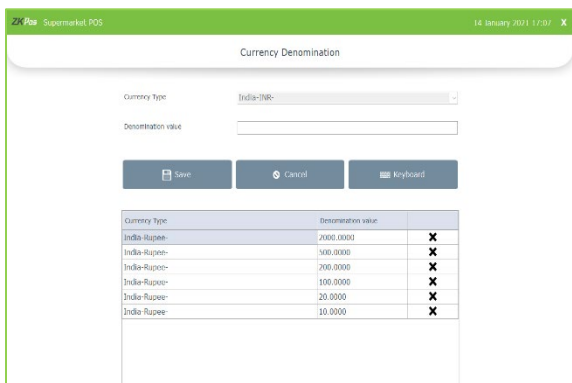 ZKPos Supermarket POS 14 January 2021 17:07 X
Currency Denomination
Currency Type India-INR-
Denomination value
Save Cancel Keyboard
Currency Type Denomination value
India-Rupee- 2000.0000 X
India-Rupee- 500.0000 X
India-Rupee- 200.0000 X
India-Rupee- 100.0000 X
India-Rupee- 20.0000 X
India-Rupee- 10.0000 X